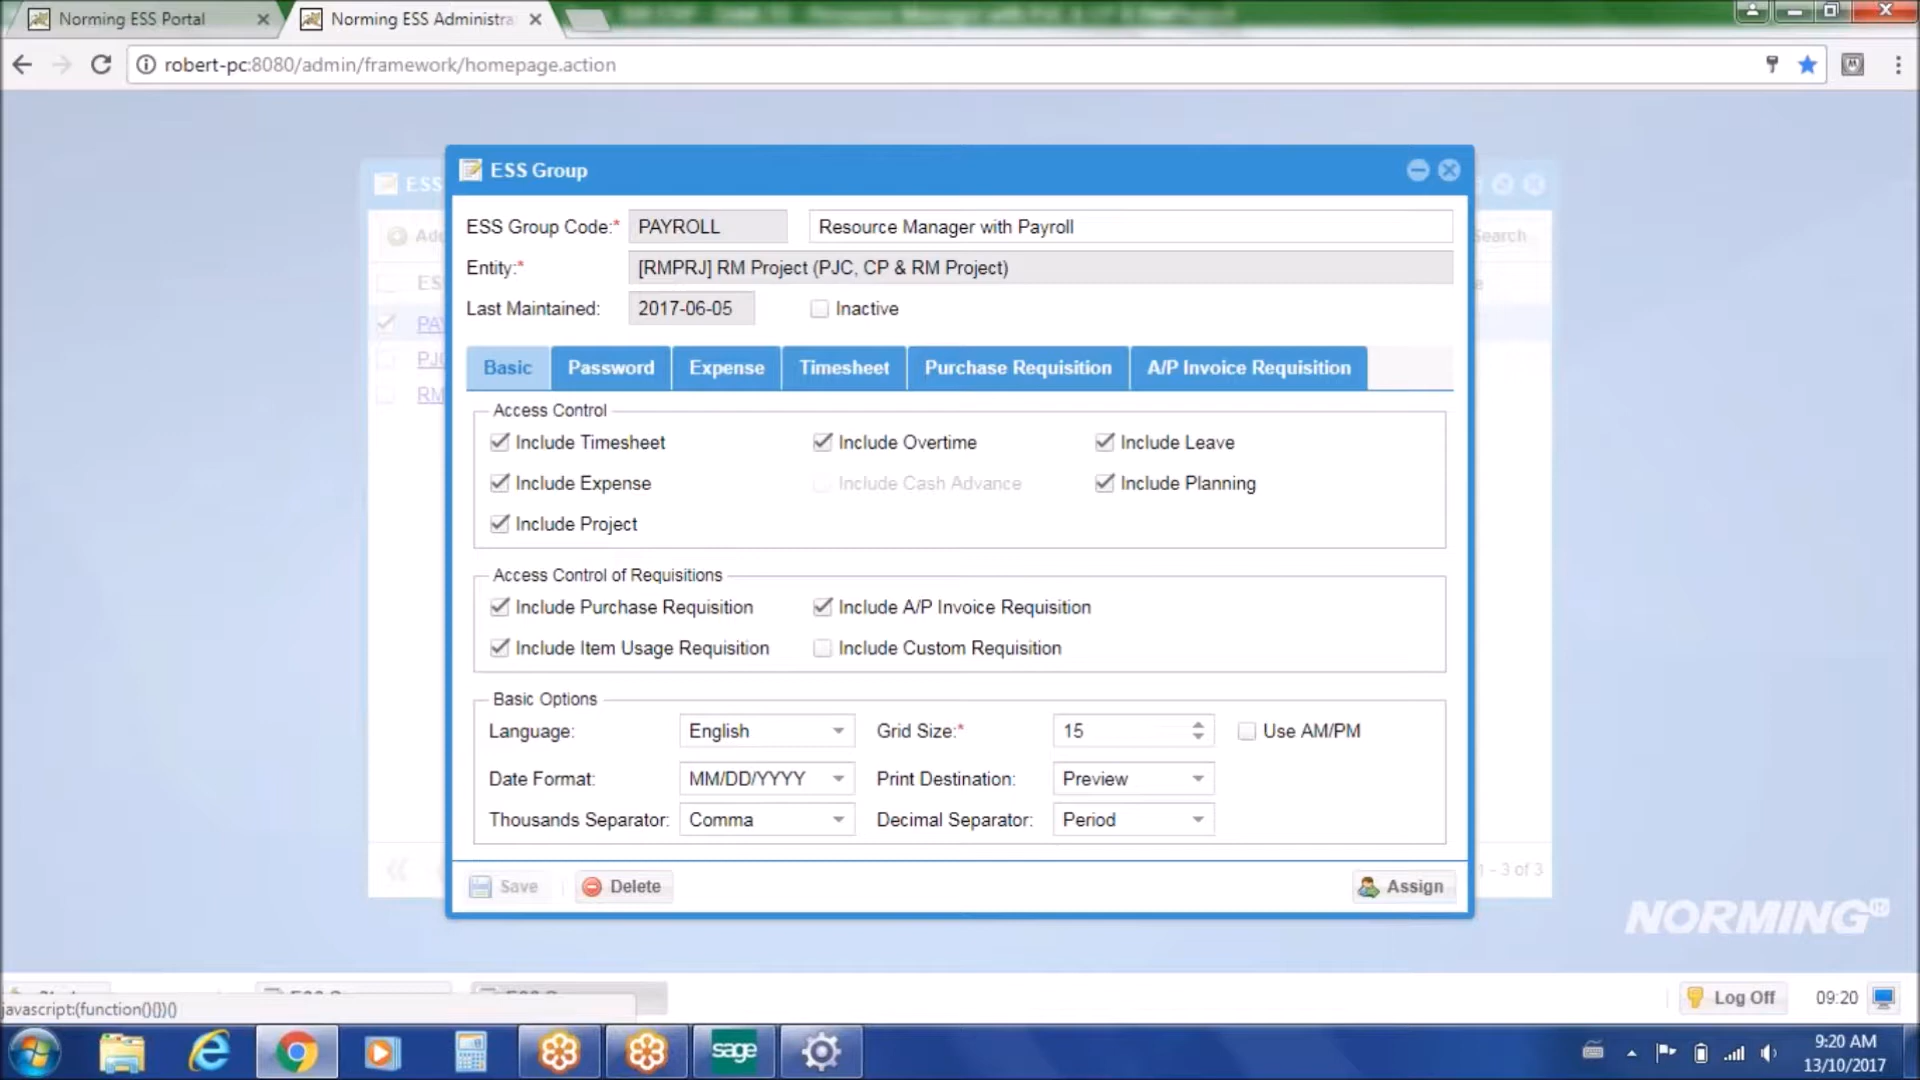 Norming ESS Portal
Norming ESS Administra
robert-pc:8080/admin/framework/homepage.action
ESS
ESS Group
Add
Search
ESS Group Code:* PAYROLL Resource Manager with Payroll
Entity:* [RMPRJ] RM Project (PJC, CP & RM Project)
Last Maintained: 2017-06-05 Inactive
PAY
PJC
RM
Basic Password Expense Timesheet Purchase Requisition A/P Invoice Requisition
Access Control
Include Timesheet Include Overtime Include Leave
Include Expense Include Cash Advance Include Planning
Include Project
Access Control of Requisitions
Include Purchase Requisition Include A/P Invoice Requisition
Include Item Usage Requisition Include Custom Requisition
Basic Options
Language: English Grid Size:* 15 Use AM/PM
Date Format: MM/DD/YYYY Print Destination: Preview
Thousands Separator: Comma Decimal Separator: Period
1 - 3 of 3
Save Delete Assign
NORMING®
Log Off 09:20
javascript:(function(){})()
sage
9:20 AM
13/10/2017